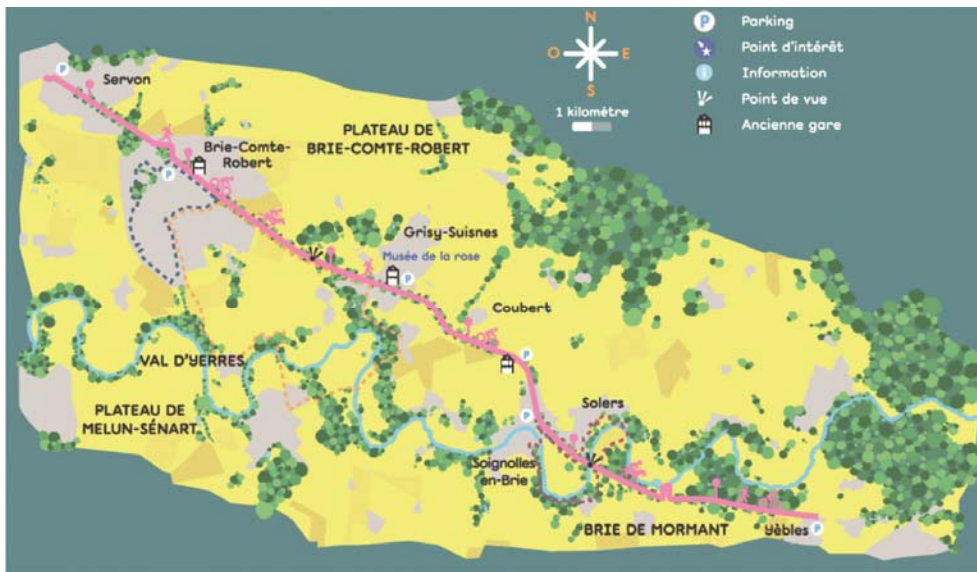 N
O
E
S
1 kilomètre
P
Parking
Point d'intérêt
i
Information
Point de vue
Ancienne gare
P
Servon
PLATEAU DE
BRIE-COMTE-ROBERT
Brie-Comte-
Robert
P
Grisy-Suisnes
Musée de la rose
P
Coubert
P
VAL D'YERRES
PLATEAU DE
MELUN-SÉNART
P
Solers
Soignolles
en-Brie
BRIE DE MORMANT
Yèbles
P